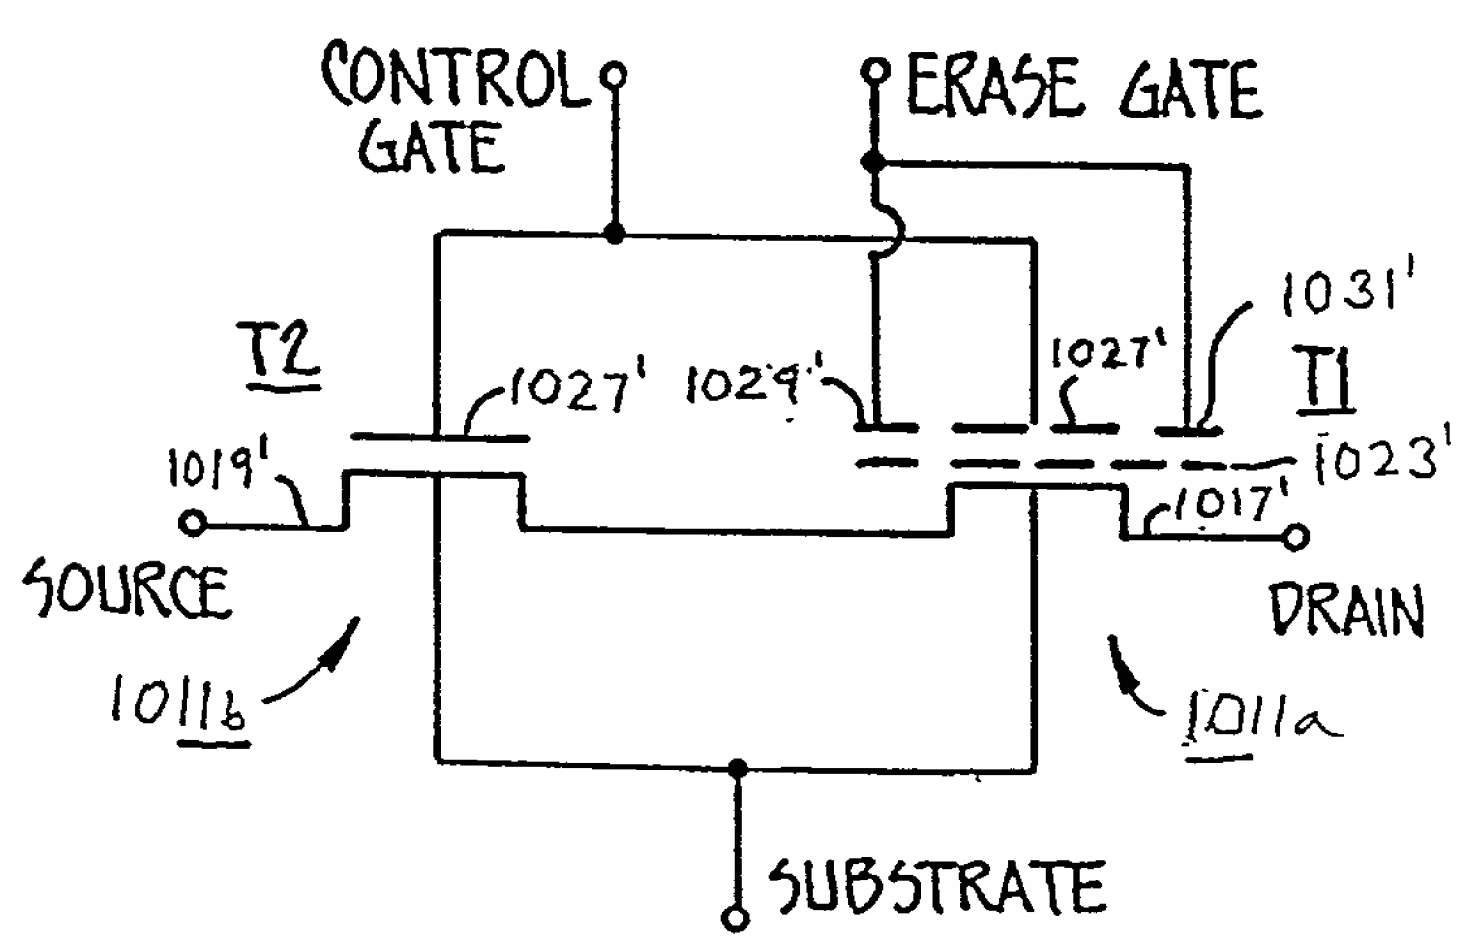 CONTROL
GATE
ERASE GATE
1031'
T2
1027'
1029'
1027'
T1
1019'
1023'
1017'
SOURCE
DRAIN
1011b
1011a
SUBSTRATE